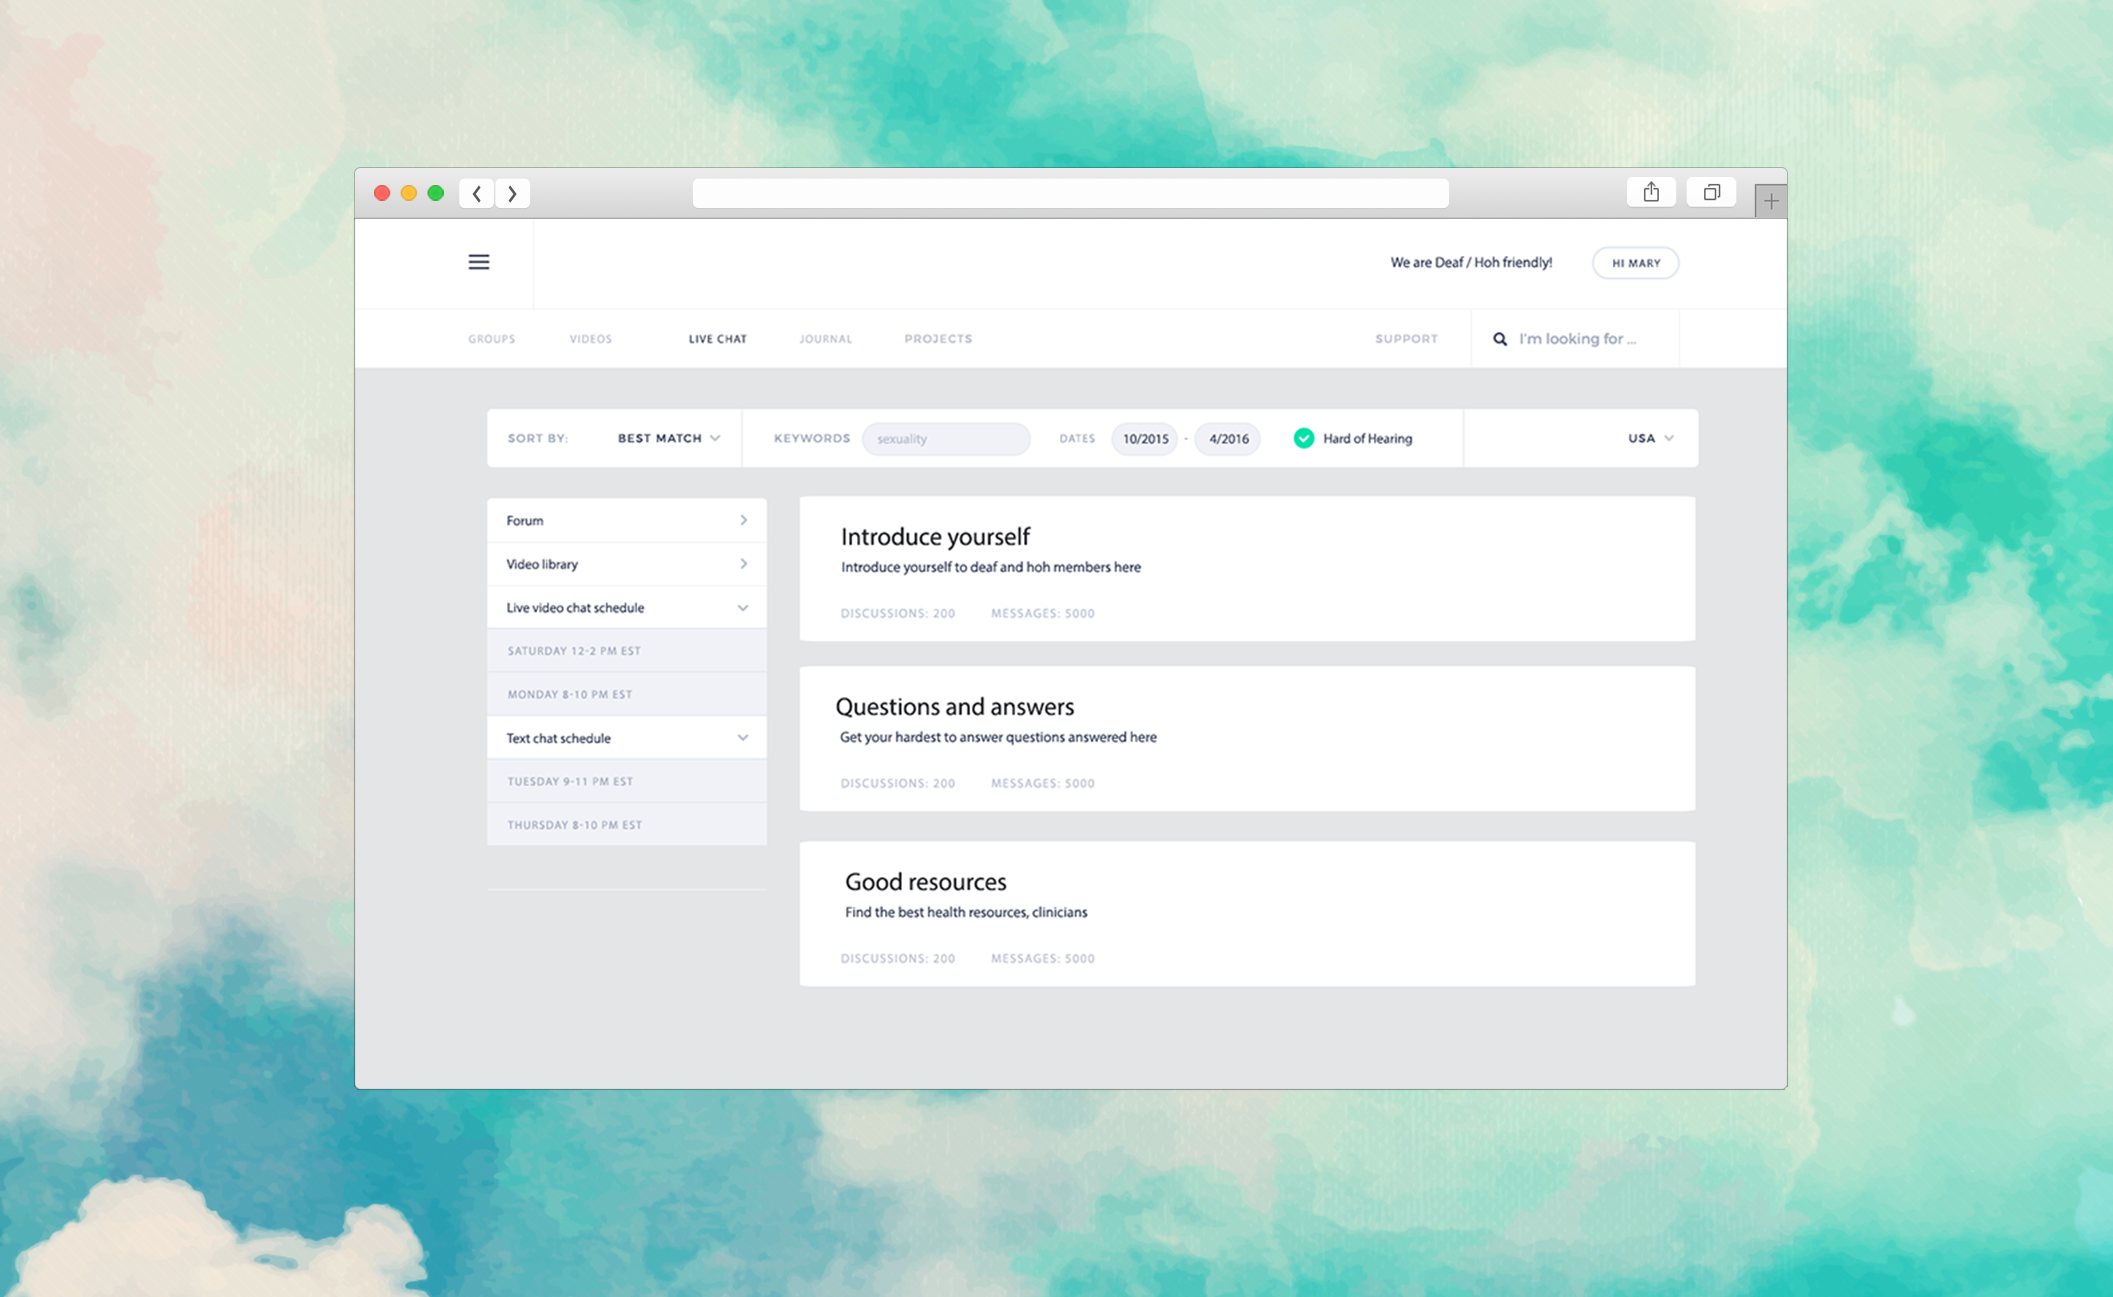 We are Deaf / Hoh friendly!
HI MARY
GROUPS
VIDEOS
LIVE CHAT
JOURNAL
PROJECTS
SUPPORT
I'm looking for ...
SORT BY:
BEST MATCH
KEYWORDS
sexuality
DATES
10/2015
-
4/2016
Hard of Hearing
USA
Forum
Video library
Live video chat schedule
SATURDAY 12-2 PM EST
MONDAY 8-10 PM EST
Text chat schedule
TUESDAY 9-11 PM EST
THURSDAY 8-10 PM EST
Introduce yourself
Introduce yourself to deaf and hoh members here
DISCUSSIONS: 200
MESSAGES: 5000
Questions and answers
Get your hardest to answer questions answered here
DISCUSSIONS: 200
MESSAGES: 5000
Good resources
Find the best health resources, clinicians
DISCUSSIONS: 200
MESSAGES: 5000